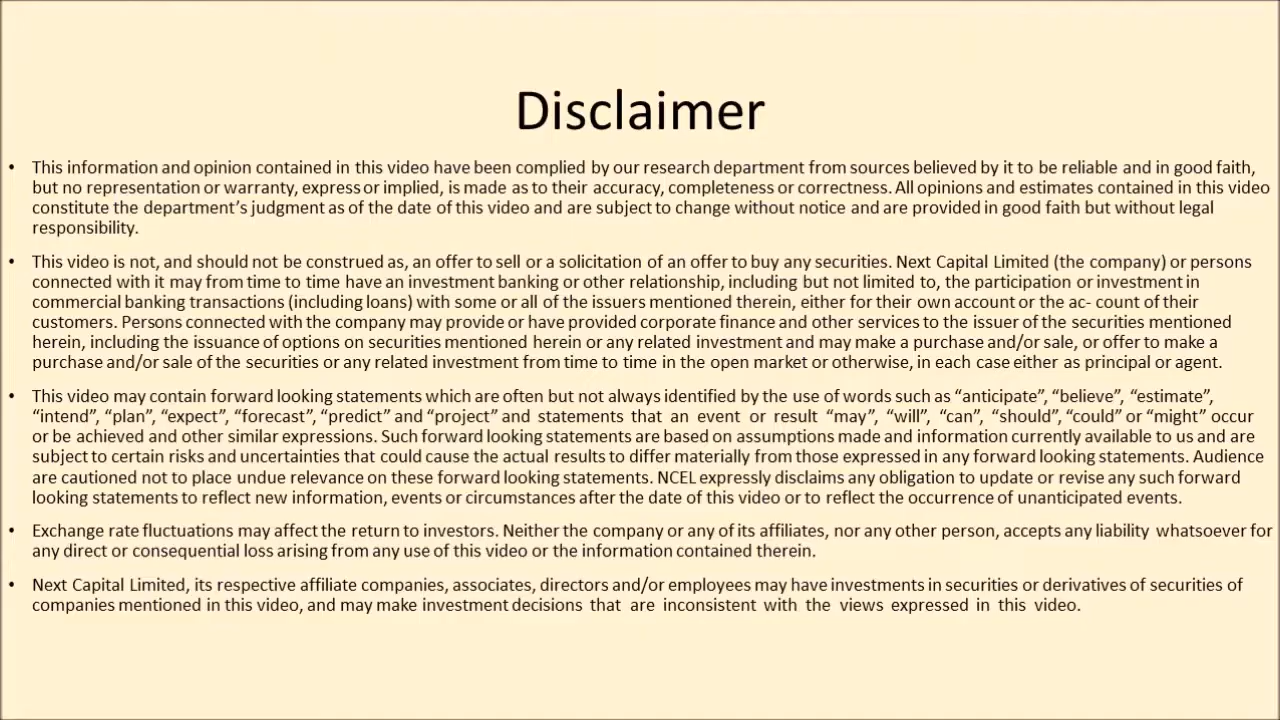 Disclaimer
• This information and opinion contained in this video have been complied by our research department from sources believed by it to be reliable and in good faith,
but no representation or warranty, express or implied, is made as to their accuracy, completeness or correctness. All opinions and estimates contained in this video
constitute the department’s judgment as of the date of this video and are subject to change without notice and are provided in good faith but without legal
responsibility.
• This video is not, and should not be construed as, an offer to sell or a solicitation of an offer to buy any securities. Next Capital Limited (the company) or persons
connected with it may from time to time have an investment banking or other relationship, including but not limited to, the participation or investment in
commercial banking transactions (including loans) with some or all of the issuers mentioned therein, either for their own account or the ac- count of their
customers. Persons connected with the company may provide or have provided corporate finance and other services to the issuer of the securities mentioned
herein, including the issuance of options on securities mentioned herein or any related investment and may make a purchase and/or sale, or offer to make a
purchase and/or sale of the securities or any related investment from time to time in the open market or otherwise, in each case either as principal or agent.
• This video may contain forward looking statements which are often but not always identified by the use of words such as “anticipate”, “believe”, “estimate”,
“intend”, “plan”, “expect”, “forecast”, “predict” and “project” and statements that an event or result “may”, “will”, “can”, “should”, “could” or “might” occur
or be achieved and other similar expressions. Such forward looking statements are based on assumptions made and information currently available to us and are
subject to certain risks and uncertainties that could cause the actual results to differ materially from those expressed in any forward looking statements. Audience
are cautioned not to place undue relevance on these forward looking statements. NCEL expressly disclaims any obligation to update or revise any such forward
looking statements to reflect new information, events or circumstances after the date of this video or to reflect the occurrence of unanticipated events.
• Exchange rate fluctuations may affect the return to investors. Neither the company or any of its affiliates, nor any other person, accepts any liability whatsoever for
any direct or consequential loss arising from any use of this video or the information contained therein.
• Next Capital Limited, its respective affiliate companies, associates, directors and/or employees may have investments in securities or derivatives of securities of
companies mentioned in this video, and may make investment decisions that are inconsistent with the views expressed in this video.